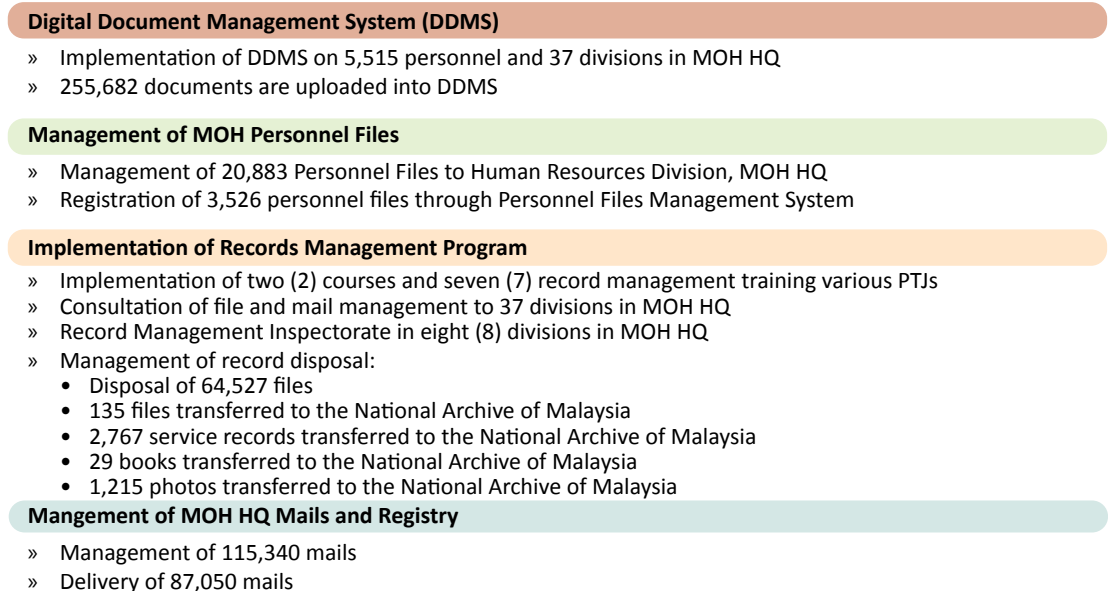 Digital Document Management System (DDMS)
» Implementation of DDMS on 5,515 personnel and 37 divisions in MOH HQ
» 255,682 documents are uploaded into DDMS
Management of MOH Personnel Files
» Management of 20,883 Personnel Files to Human Resources Division, MOH HQ
» Registration of 3,526 personnel files through Personnel Files Management System
Implementation of Records Management Program
» Implementation of two (2) courses and seven (7) record management training various PTJs
» Consultation of file and mail management to 37 divisions in MOH HQ
» Record Management Inspectorate in eight (8) divisions in MOH HQ
» Management of record disposal:
• Disposal of 64,527 files
• 135 files transferred to the National Archive of Malaysia
• 2,767 service records transferred to the National Archive of Malaysia
• 29 books transferred to the National Archive of Malaysia
• 1,215 photos transferred to the National Archive of Malaysia
Mangement of MOH HQ Mails and Registry
» Management of 115,340 mails
» Delivery of 87,050 mails